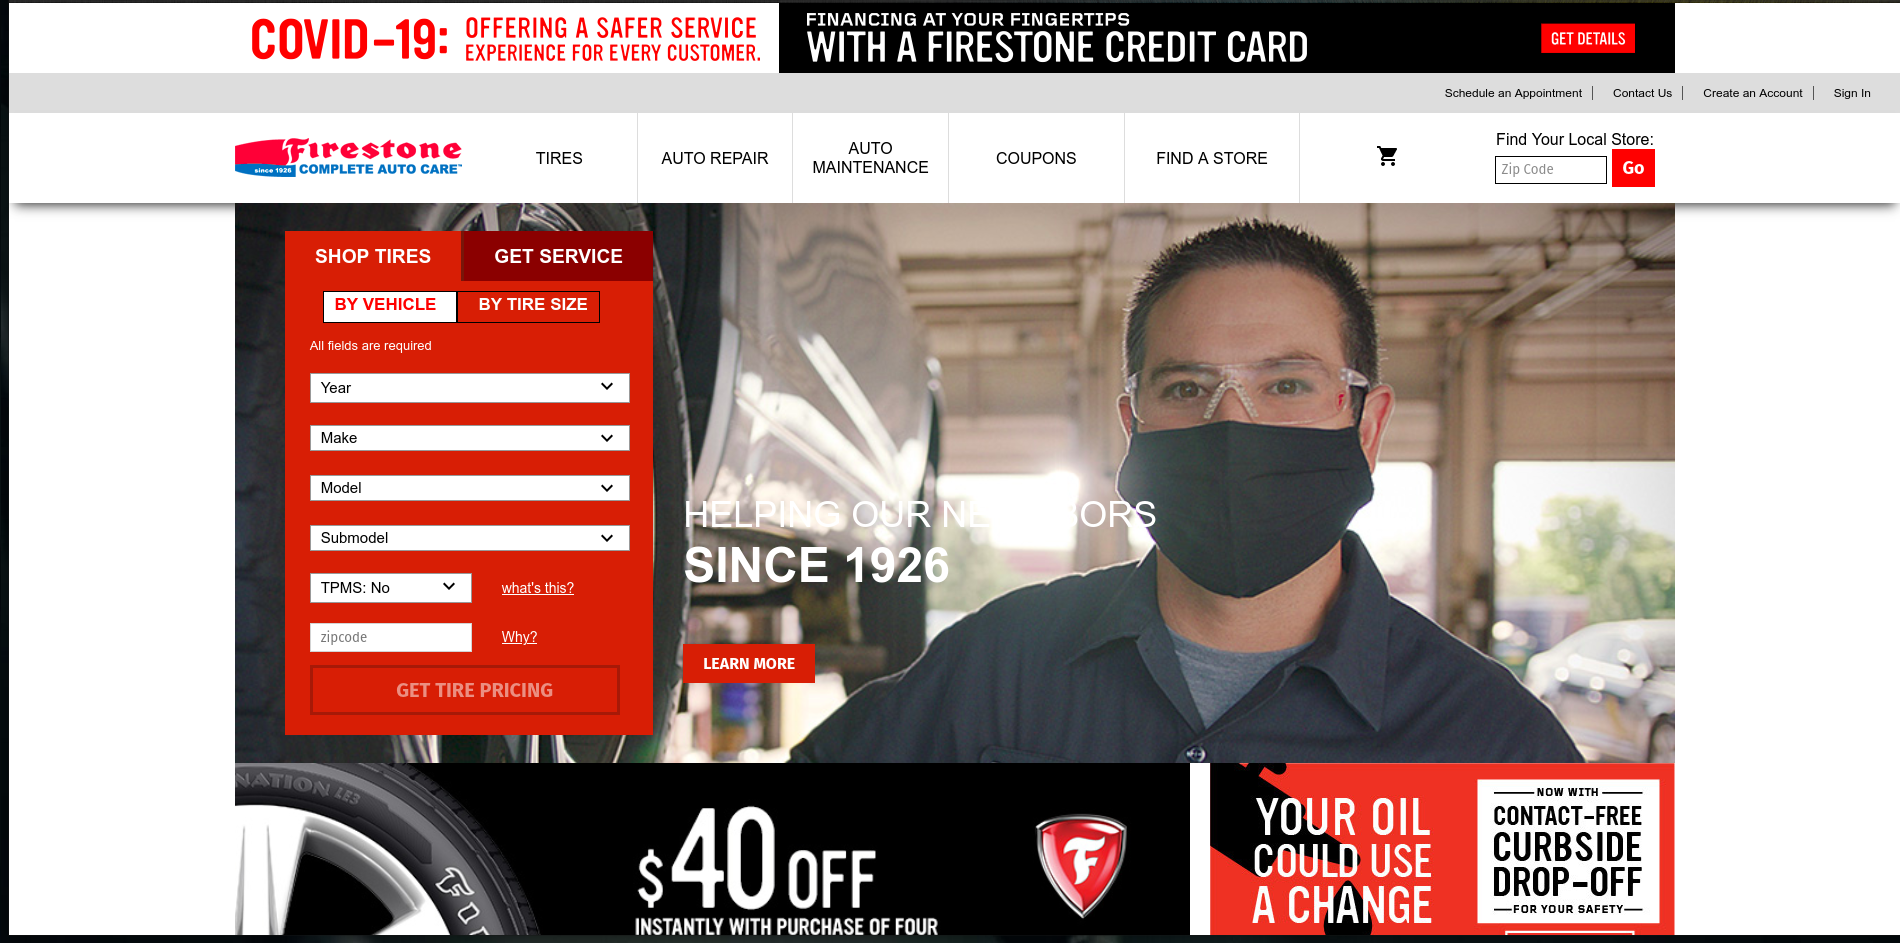 COVID-19: OFFERING A SAFER SERVICE
EXPERIENCE FOR EVERY CUSTOMER.
FINANCING AT YOUR FINGERTIPS
WITH A FIRESTONE CREDIT CARD
GET DETAILS
Schedule an Appointment
Contact Us
Create an Account
Sign In
Firestone
since 1926 COMPLETE AUTO CARE™
TIRES
AUTO REPAIR
AUTO
MAINTENANCE
COUPONS
FIND A STORE
Find Your Local Store:
Zip Code
Go
SHOP TIRES
GET SERVICE
BY VEHICLE
BY TIRE SIZE
All fields are required
Year
Make
Model
Submodel
TPMS: No
what's this?
zipcode
Why?
GET TIRE PRICING
HELPING OUR NEIGHBORS
SINCE 1926
LEARN MORE
NATION LE3
$40 OFF
INSTANTLY WITH PURCHASE OF FOUR
F
YOUR OIL
COULD USE
A CHANGE
NOW WITH
CONTACT-FREE
CURBSIDE
DROP-OFF
FOR YOUR SAFETY